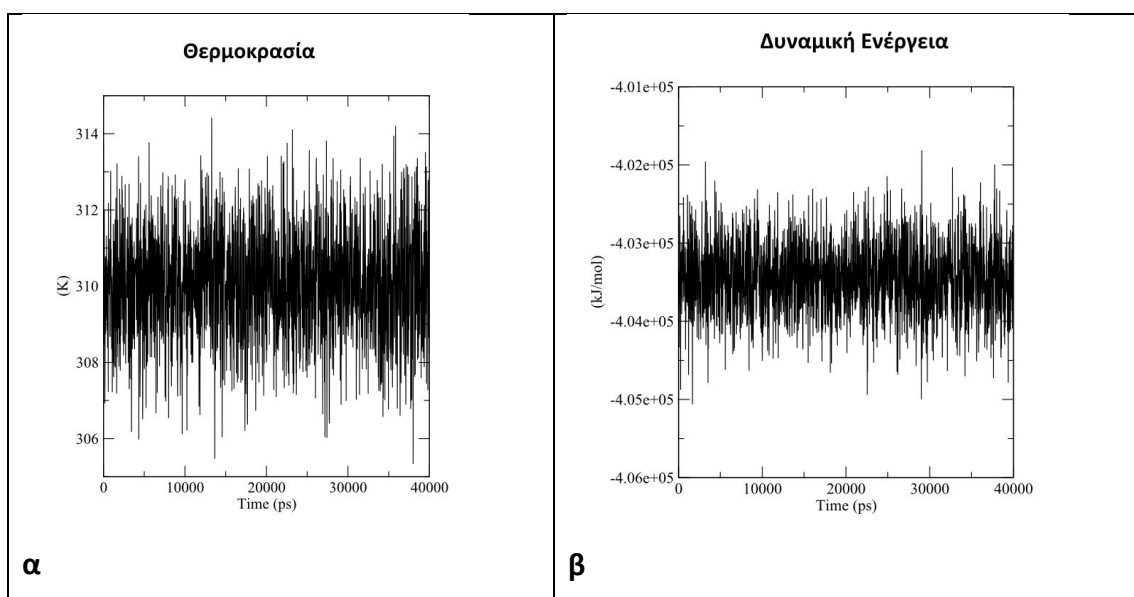 Θερμοκρασία
314
312
(K)
310
308
306
0 10000 20000 30000 40000
Time (ps)
α
Δυναμική Ενέργεια
-4.01e+05
-4.02e+05
-4.03e+05
(kJ/mol)
-4.04e+05
-4.05e+05
-4.06e+05
0 10000 20000 30000 40000
Time (ps)
β